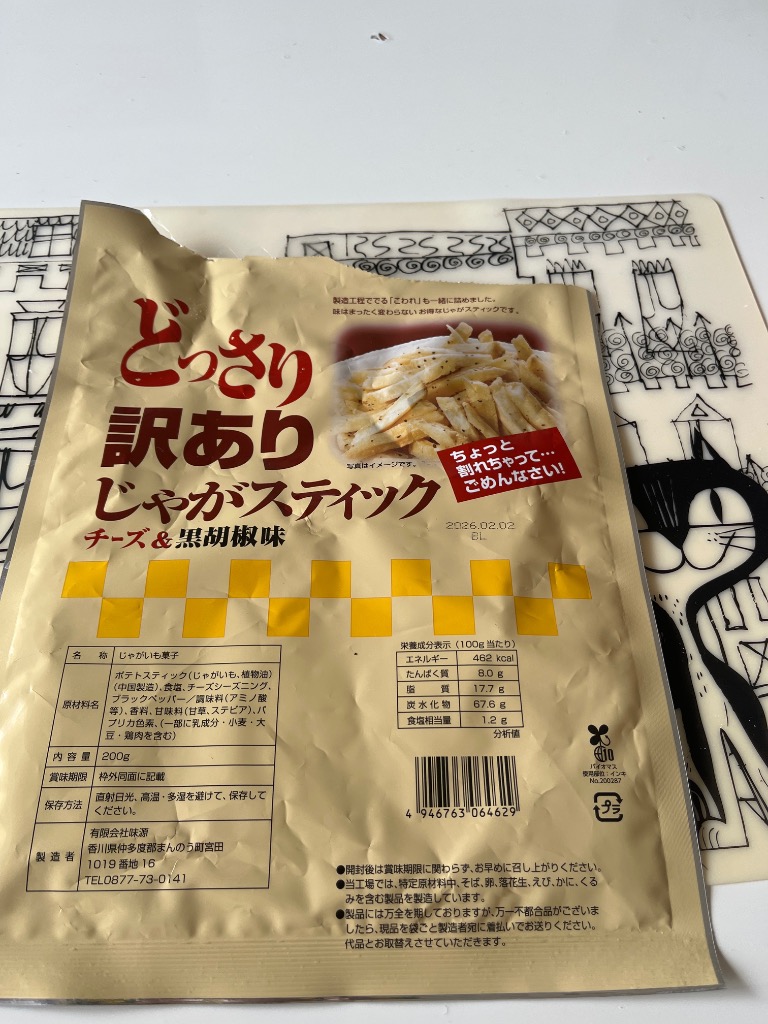 製造工程ででる「こわれ」も一緒に詰めました。
味はまったく変わらない お得なじゃがスティックです。
どっさり
訳あり
じゃがスティック
チーズ&黒胡椒味
写真はイメージです。
ちょっと
割れちゃって…
ごめんなさい!
2026.02.02
BL
名 称 じゃがいも菓子
原材料名 ポテトスティック(じゃがいも、植物油)
(中国製造)、食塩、チーズシーズニング、
ブラックペッパー/調味料(アミノ酸
等)、香料、甘味料(甘草、ステビア)、パ
プリカ色素、(一部に乳成分・小麦・大
豆・鶏肉を含む)
内容量 200g
賞味期限 枠外同面に記載
保存方法 直射日光、高温・多湿を避けて、保存して
ください。
製造者 有限会社味源
香川県仲多度郡まんのう町宮田
1019番地16
TEL0877-73-0141
栄養成分表示(100g当たり)
エネルギー 462 kcal
たんぱく質 8.0 g
脂 質 17.7 g
炭水化物 67.6 g
食塩相当量 1.2 g
分析値
バイオマス
使用部位:インキ
No.200287
プラ
4 946763 064629
●開封後は賞味期限に関わらず、お早めに召し上がりください。
●当工場では、特定原材料中、そば、卵、落花生、えび、かに、くる
みを含む製品を製造しています。
●製品には万全を期しておりますが、万一不都合品がございま
したら、現品を袋ごと製造者宛に着払いでお送りください。
代品とお取替えさせていただきます。